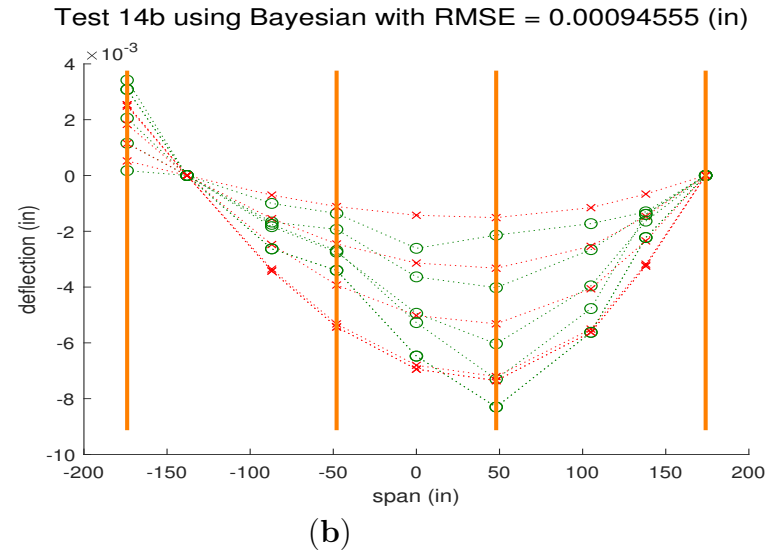 Test 14b using Bayesian with RMSE = 0.00094555 (in)
×10⁻³
4
2
0
-2
-4
-6
-8
-10
deflection (in)
-200 -150 -100 -50 0 50 100 150 200
span (in)
(b)